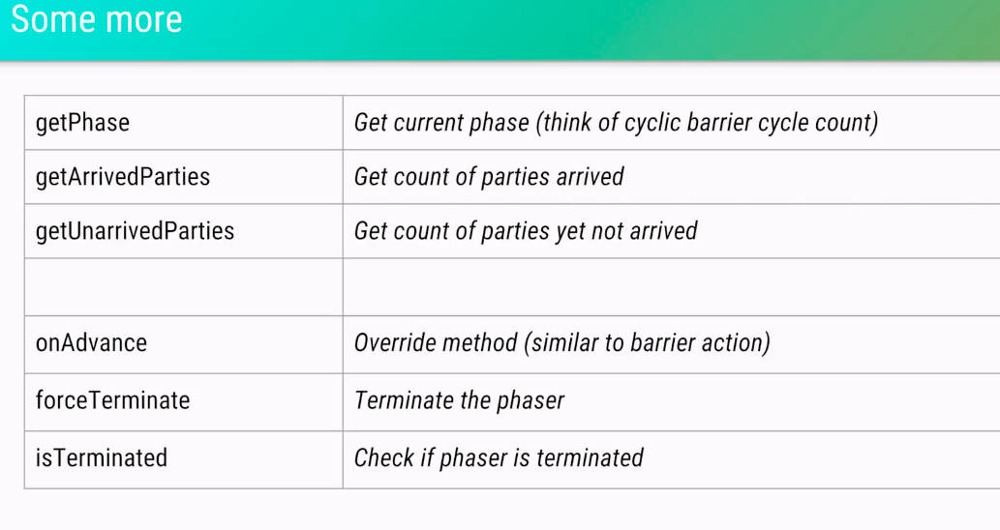 Some more
getPhase Get current phase (think of cyclic barrier cycle count)
getArrivedParties Get count of parties arrived
getUnarrivedParties Get count of parties yet not arrived
onAdvance Override method (similar to barrier action)
forceTerminate Terminate the phaser
isTerminated Check if phaser is terminated